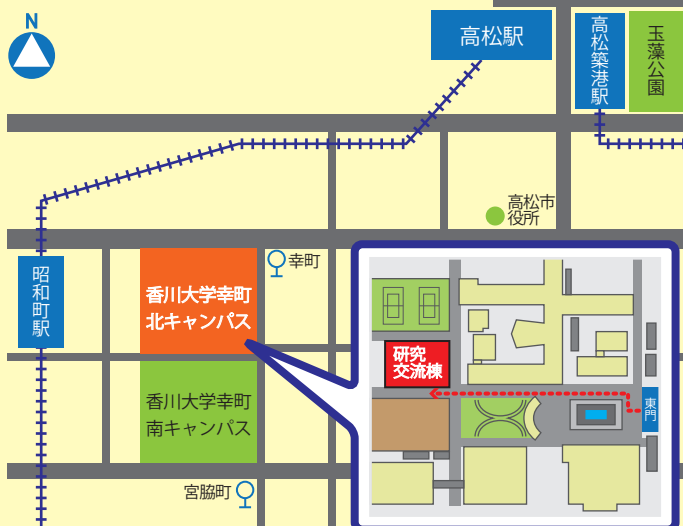 N
高松駅
高松築港駅
玉藻公園
高松市
役所
昭和町駅
香川大学幸町
北キャンパス
幸町
研究
交流棟
東門
香川大学幸町
南キャンパス
宮脇町